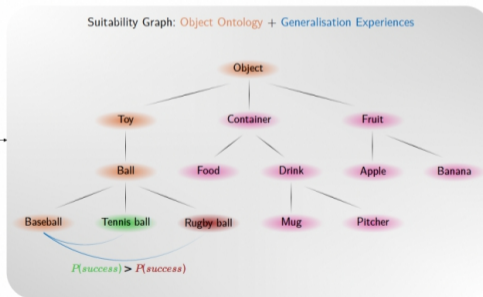 Suitability Graph: Object Ontology + Generalisation Experiences
Object
Toy Container Fruit
Ball Food Drink Apple Banana
Baseball Tennis ball Rugby ball Mug Pitcher
P(success) > P(success)